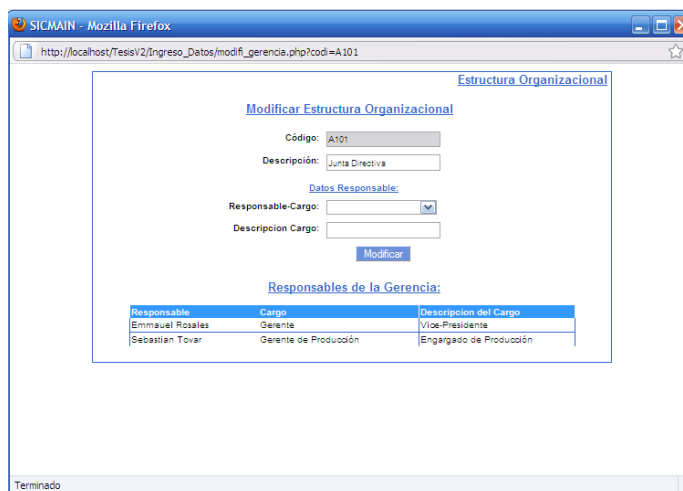 SICMAIN - Mozilla Firefox
http://localhost/TesisV2/Ingreso_Datos/modifi_gerencia.php?codi=A101
Estructura Organizacional
Modificar Estructura Organizacional
Código: A101
Descripción: Junta Directiva
Datos Responsable:
Responsable-Cargo:
Descripcion Cargo:
Modificar
Responsables de la Gerencia:
Responsable Cargo Descripcion del Cargo
Emmauel Rosales Gerente Vice-Presidente
Sebastian Tovar Gerente de Producción Engargado de Producción
Terminado